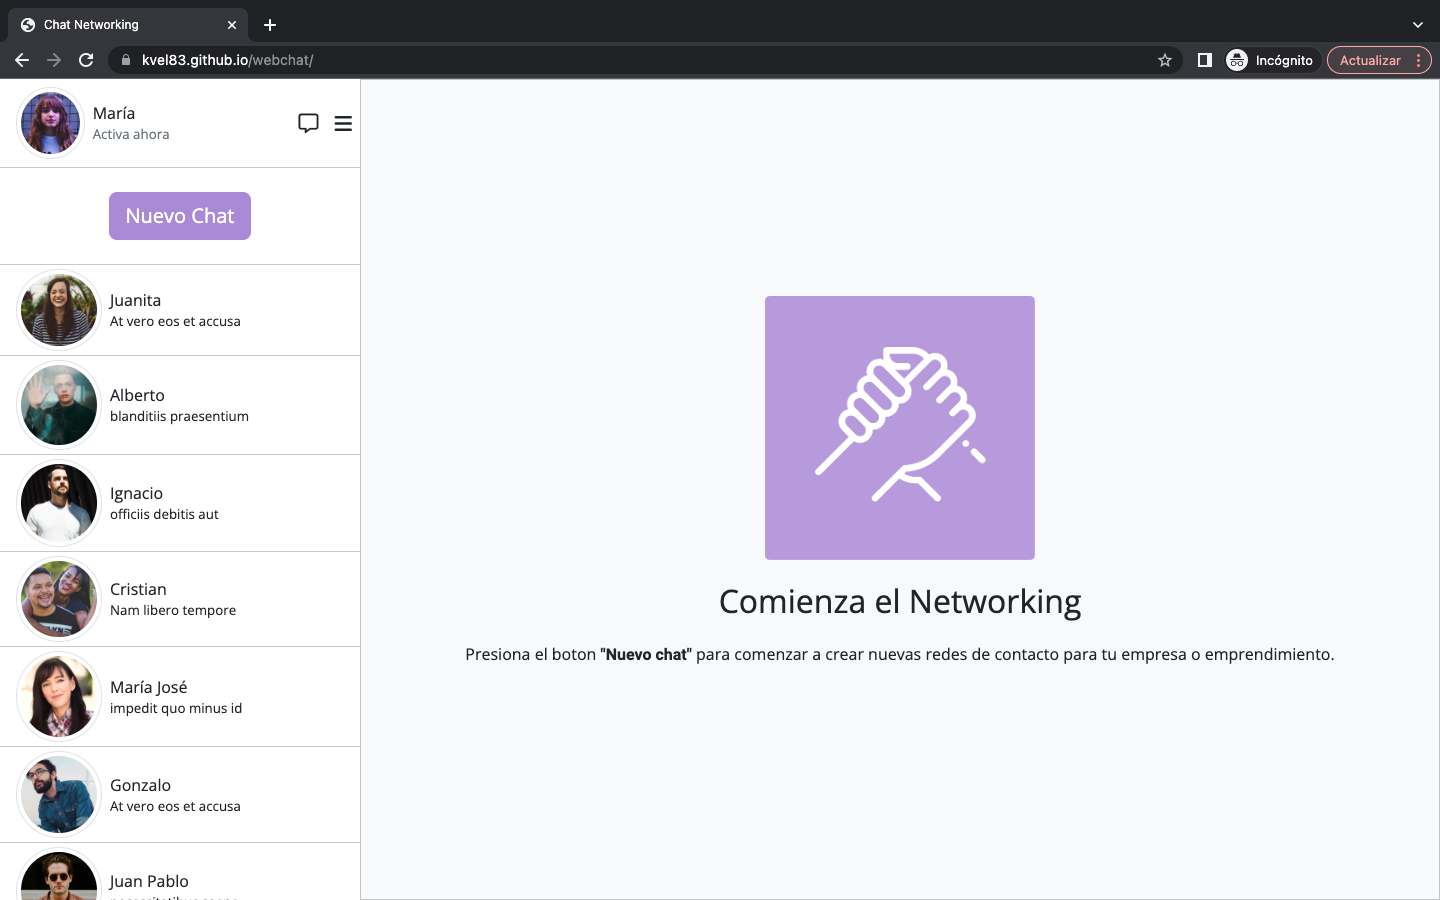 Chat Networking
kvel83.github.io/webchat/
Incógnito
Actualizar
María
Activa ahora
Nuevo Chat
Juanita
At vero eos et accusa
Alberto
blanditiis praesentium
Ignacio
officiis debitis aut
Cristian
Nam libero tempore
María José
impedit quo minus id
Gonzalo
At vero eos et accusa
Juan Pablo
Comienza el Networking
Presiona el boton "Nuevo chat" para comenzar a crear nuevas redes de contacto para tu empresa o emprendimiento.